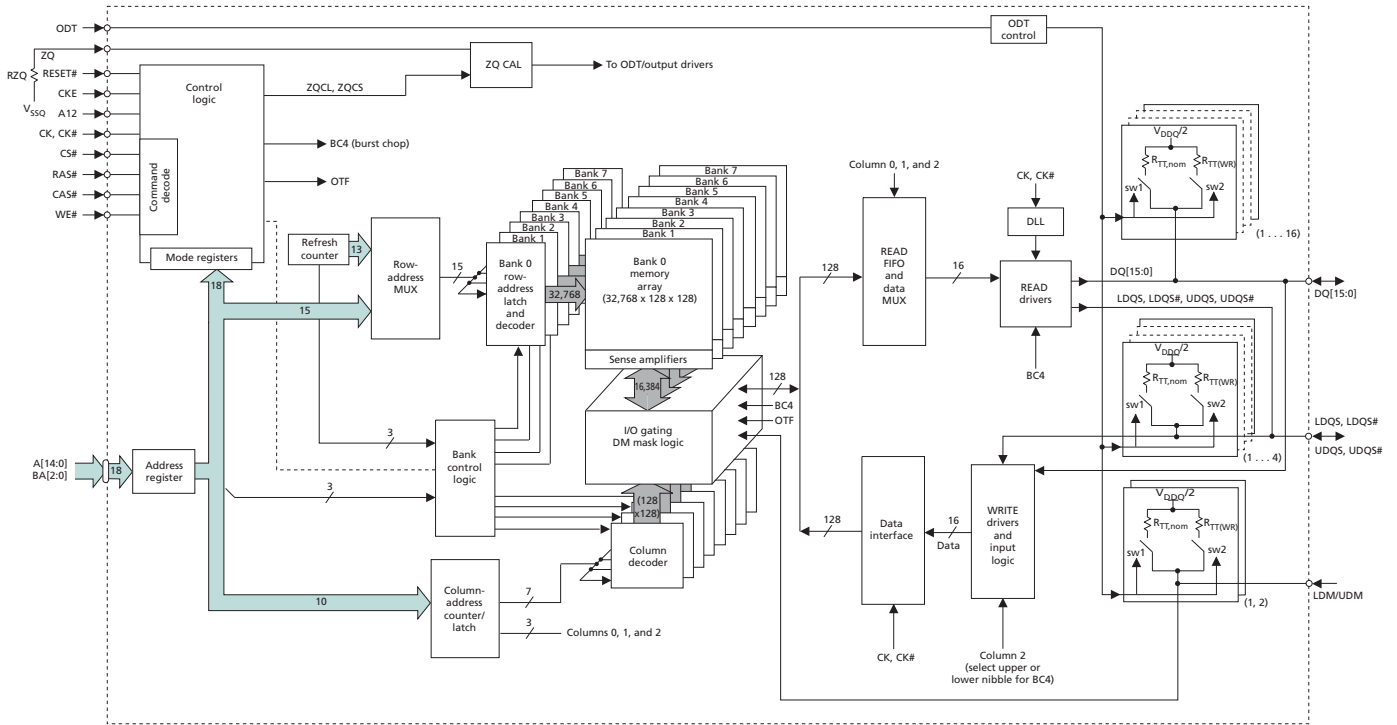 ODT
ODT
control
ZQ
RZQ
VSSQ
RESET#
CKE
A12
CK, CK#
CS#
RAS#
CAS#
WE#
Control
logic
Command
decode
Mode registers
ZQCL, ZQCS
ZQ CAL
To ODT/output drivers
BC4 (burst chop)
OTF
Refresh
counter
13
Row-
address
MUX
15
18
15
Bank 7
Bank 6
Bank 5
Bank 4
Bank 3
Bank 2
Bank 1
Bank 0
row-
address
latch
and
decoder
32,768
Bank 7
Bank 6
Bank 5
Bank 4
Bank 3
Bank 2
Bank 1
Bank 0
memory
array
(32,768 x 128 x 128)
Sense amplifiers
16,384
I/O gating
DM mask logic
128
BC4
OTF
(128
x128)
Column
decoder
3
3
Bank
control
logic
A[14:0]
BA[2:0]
18
Address
register
10
Column-
address
counter/
latch
7
3
Columns 0, 1, and 2
Column 0, 1, and 2
128
READ
FIFO
and
data
MUX
16
CK, CK#
DLL
READ
drivers
BC4
DQ[15:0]
LDQS, LDQS#, UDQS, UDQS#
128
Data
interface
16
Data
WRITE
drivers
and
input
logic
CK, CK#
Column 2
(select upper or
lower nibble for BC4)
VDDQ/2
RTT,nom
RTT(WR)
sw1
sw2
(1 . . . 16)
DQ[15:0]
VDDQ/2
RTT,nom
RTT(WR)
sw1
sw2
(1 . . . 4)
LDQS, LDQS#
UDQS, UDQS#
VDDQ/2
RTT,nom
RTT(WR)
sw1
sw2
(1, 2)
LDM/UDM